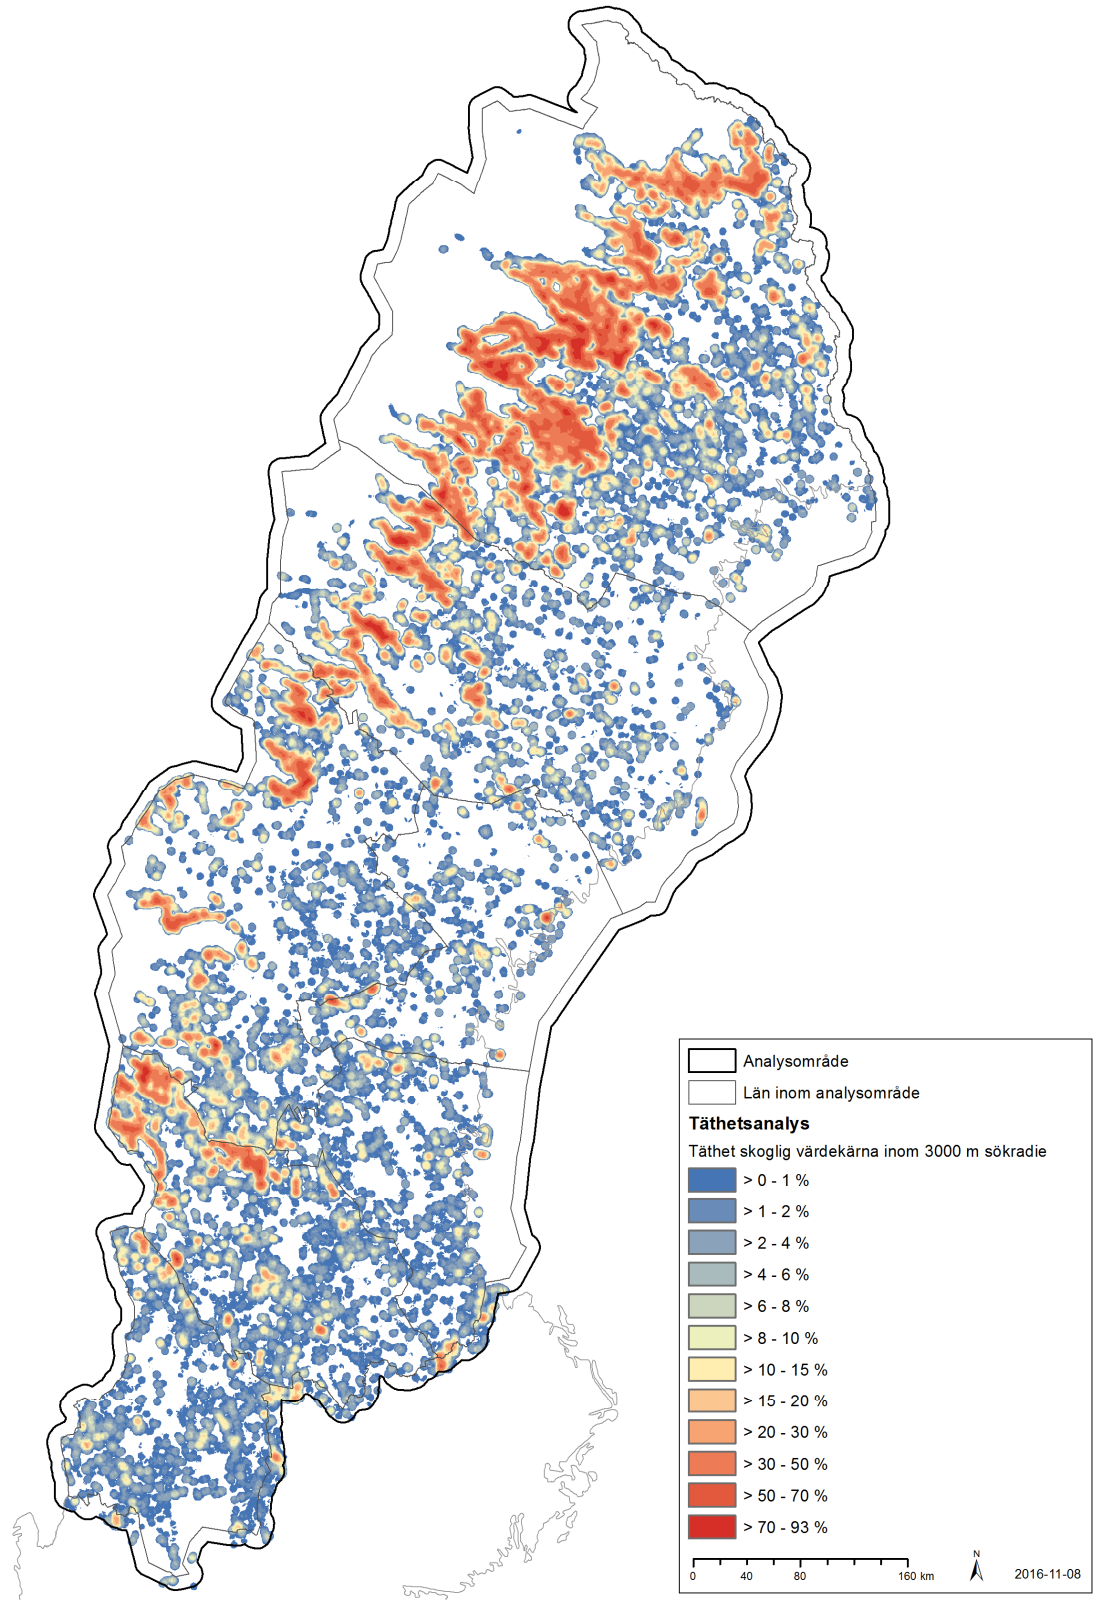 Analysområde
Län inom analysområde
Täthetsanalys
Täthet skoglig värdekärna inom 3000 m sökradie
> 0 - 1 %
> 1 - 2 %
> 2 - 4 %
> 4 - 6 %
> 6 - 8 %
> 8 - 10 %
> 10 - 15 %
> 15 - 20 %
> 20 - 30 %
> 30 - 50 %
> 50 - 70 %
> 70 - 93 %
N
0 40 80 160 km
2016-11-08